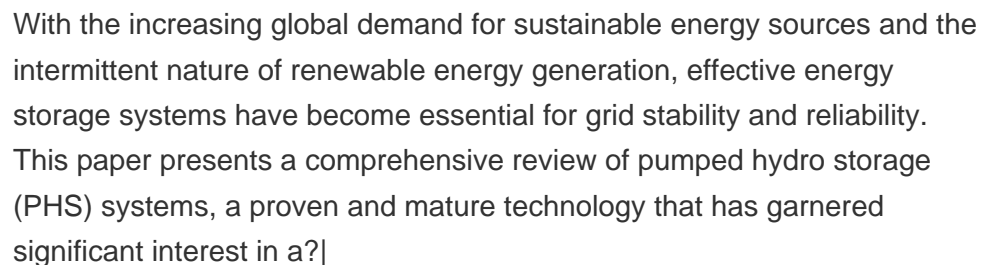 With the increasing global demand for sustainable energy sources and the
intermittent nature of renewable energy generation, effective energy
storage systems have become essential for grid stability and reliability.
This paper presents a comprehensive review of pumped hydro storage
(PHS) systems, a proven and mature technology that has garnered
significant interest in a?|